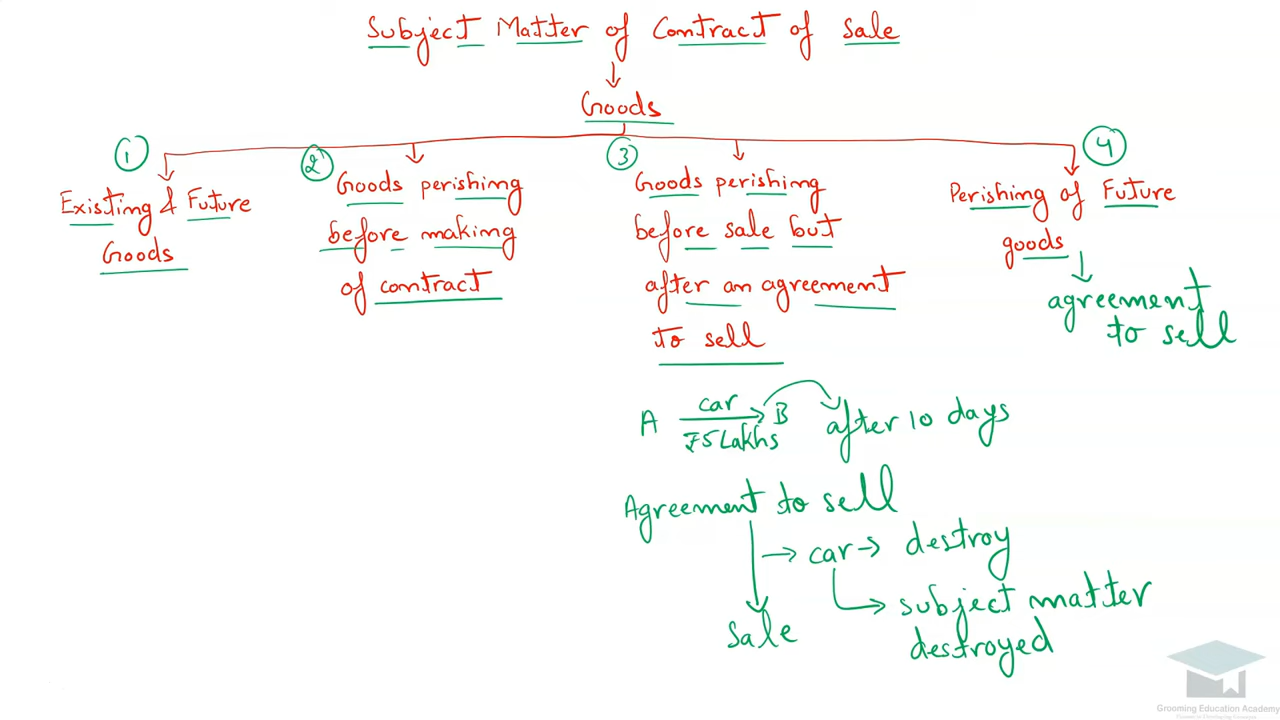 Subject Matter of Contract of Sale
Goods
1
Existing & Future
Goods
2
Goods perishing
before making
of contract
3
Goods perishing
before sale but
after an agreement
to sell
A car B after 10 days
₹5 Lakhs
Agreement to sell
car → destroy
subject matter
destroyed
Sale
4
Perishing of Future
goods
agreement
to sell
Grooming Education Academy